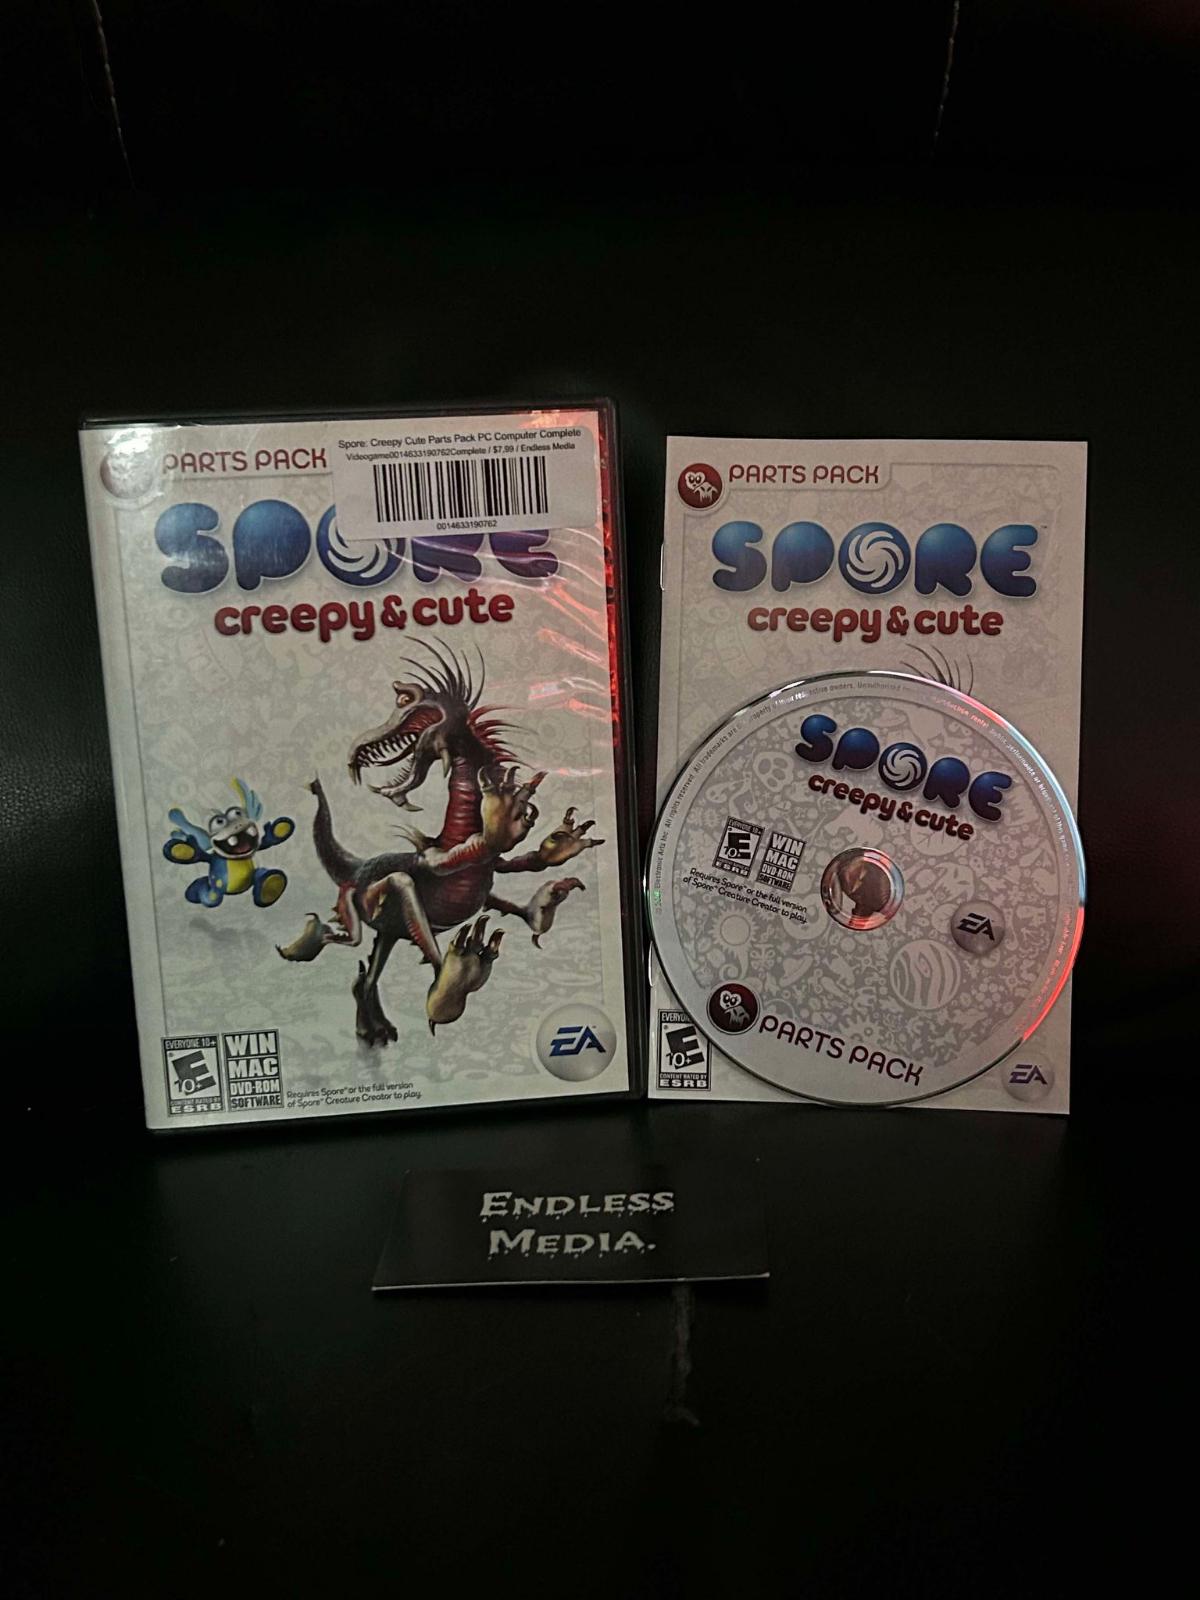 Spore: Creepy Cute Parts Pack PC Computer Complete
Videogame0014633190762Complete / $7.99 / Endless Media
0014633190762
PARTS PACK
SPORE
creepy & cute
EVERYONE 10+
E
10+
CONTENT RATED BY
ESRB
WIN
MAC
DVD-ROM
SOFTWARE
Requires Spore™ or the full version
of Spore™ Creature Creator to play.
EA
PARTS PACK
SPORE™
creepy & cute
SPORE
creepy & cute
EVERYONE 10+
E
10+
ESRB
WIN
MAC
DVD-ROM
SOFTWARE
Requires Spore™ or the full version
of Spore™ Creature Creator to play.
EA
PARTS PACK
E
10+
CONTENT RATED BY
ESRB
EA
ENDLESS
MEDIA.